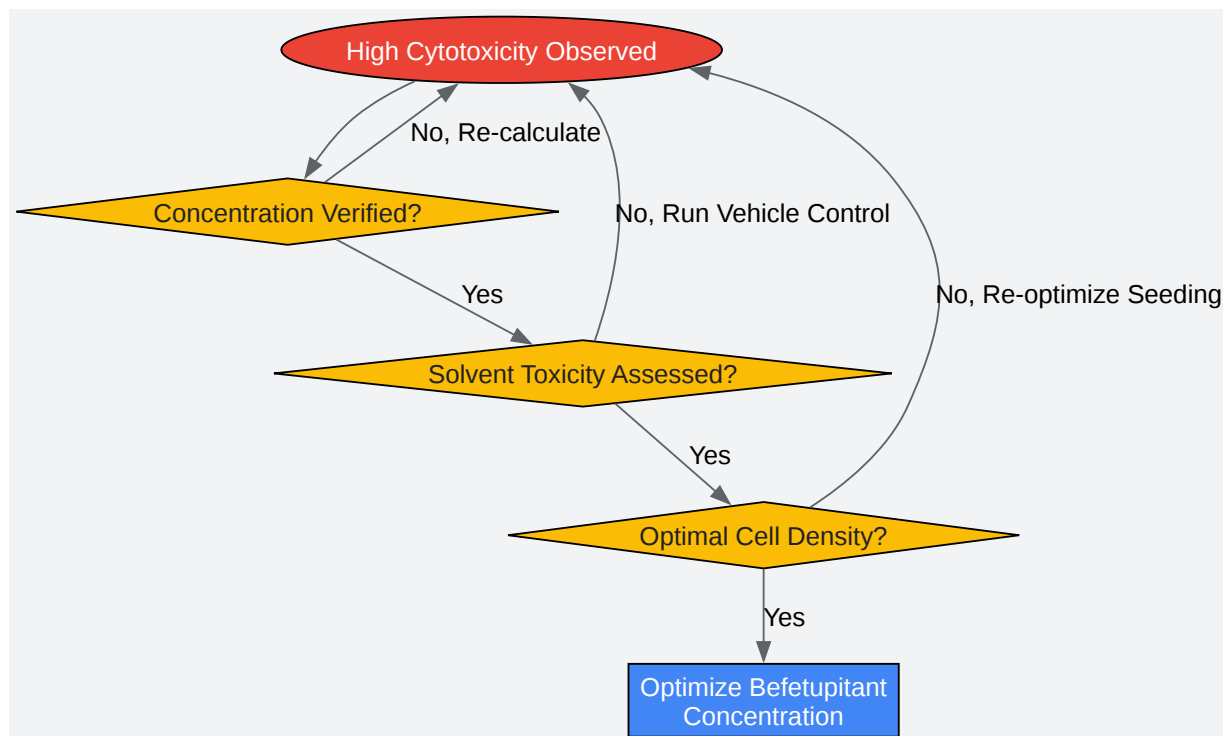 High Cytotoxicity Observed
No, Re-calculate
Concentration Verified?
No, Run Vehicle Control
Yes
No, Re-optimize Seeding
Solvent Toxicity Assessed?
Yes
Optimal Cell Density?
Yes
Optimize Befetupitant
Concentration